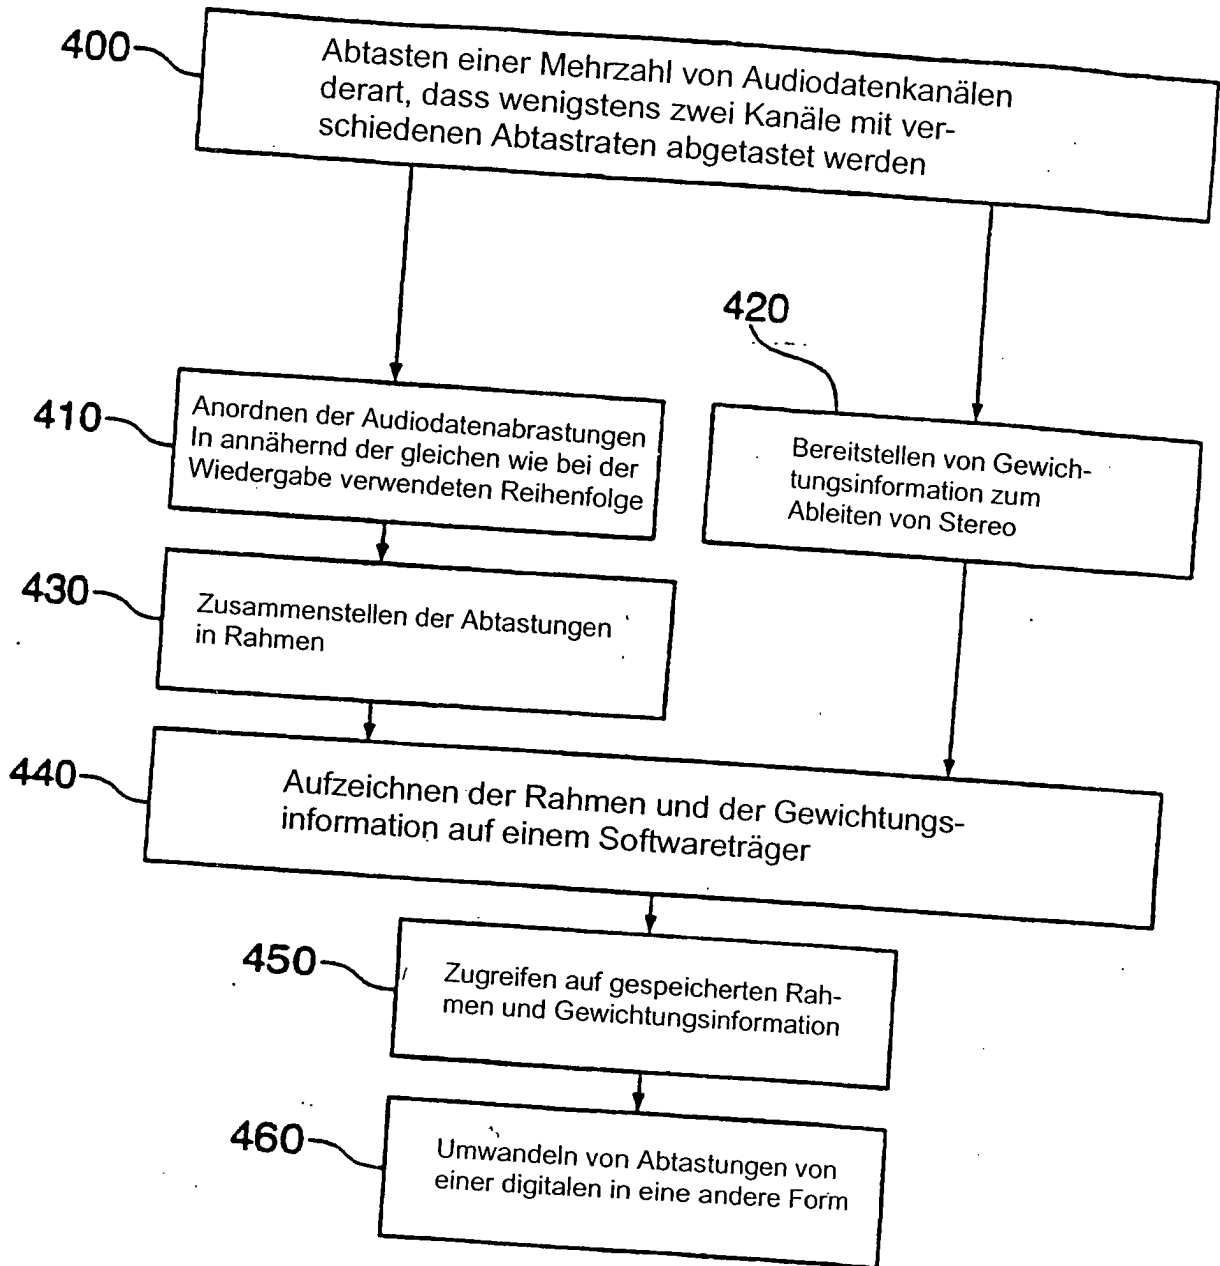 400
Abtasten einer Mehrzahl von Audiodatenkanälen
derart, dass wenigstens zwei Kanäle mit ver-
schiedenen Abtastraten abgetastet werden
420
410
Anordnen der Audiodatenabrastungen
In annähernd der gleichen wie bei der
Wiedergabe verwendeten Reihenfolge
Bereitstellen von Gewich-
tungsinformation zum
Ableiten von Stereo
430
Zusammenstellen der Abtastungen
in Rahmen
440
Aufzeichnen der Rahmen und der Gewichtungs-
information auf einem Softwareträger
450
Zugreifen auf gespeicherten Rah-
men und Gewichtungsinformation
460
Umwandeln von Abtastungen von
einer digitalen in eine andere Form